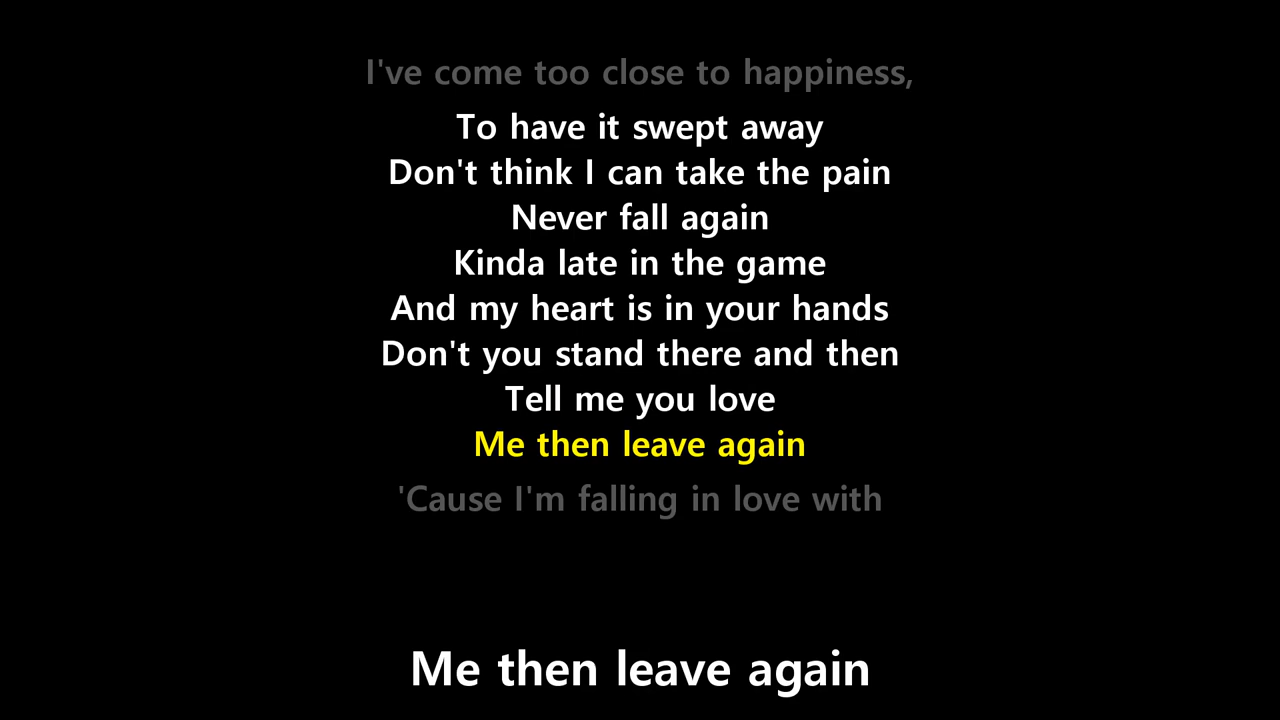 I've come too close to happiness,
To have it swept away
Don't think I can take the pain
Never fall again
Kinda late in the game
And my heart is in your hands
Don't you stand there and then
Tell me you love
Me then leave again
'Cause I'm falling in love with
Me then leave again